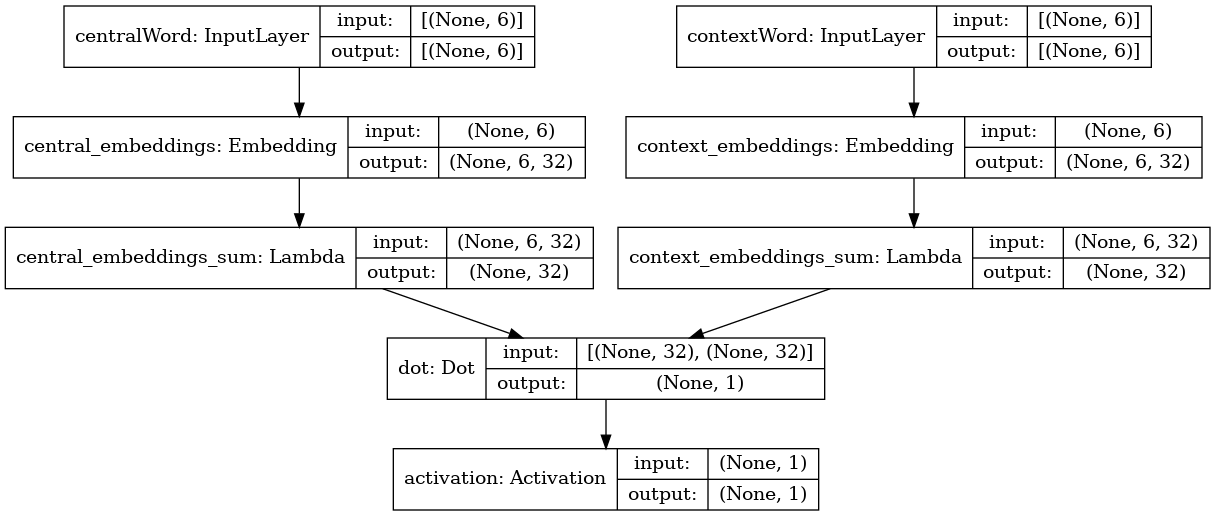 centralWord: InputLayer
input: [(None, 6)]
output: [(None, 6)]
contextWord: InputLayer
input: [(None, 6)]
output: [(None, 6)]
central_embeddings: Embedding
input: (None, 6)
output: (None, 6, 32)
context_embeddings: Embedding
input: (None, 6)
output: (None, 6, 32)
central_embeddings_sum: Lambda
input: (None, 6, 32)
output: (None, 32)
context_embeddings_sum: Lambda
input: (None, 6, 32)
output: (None, 32)
dot: Dot
input: [(None, 32), (None, 32)]
output: (None, 1)
activation: Activation
input: (None, 1)
output: (None, 1)